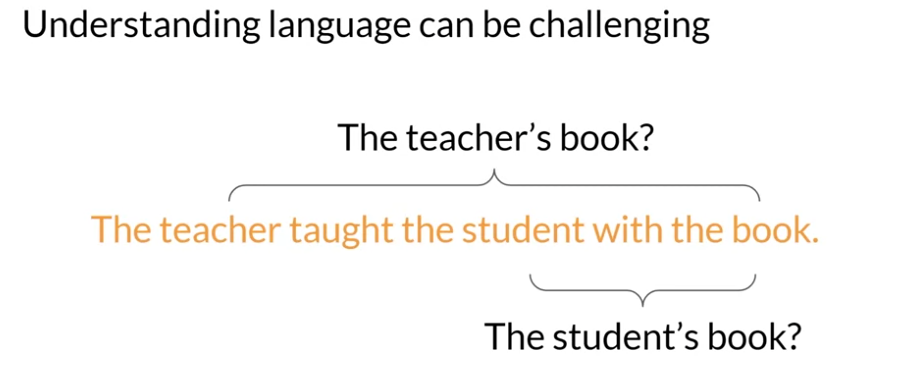 Understanding language can be challenging
The teacher’s book?
The teacher taught the student with the book.
The student’s book?